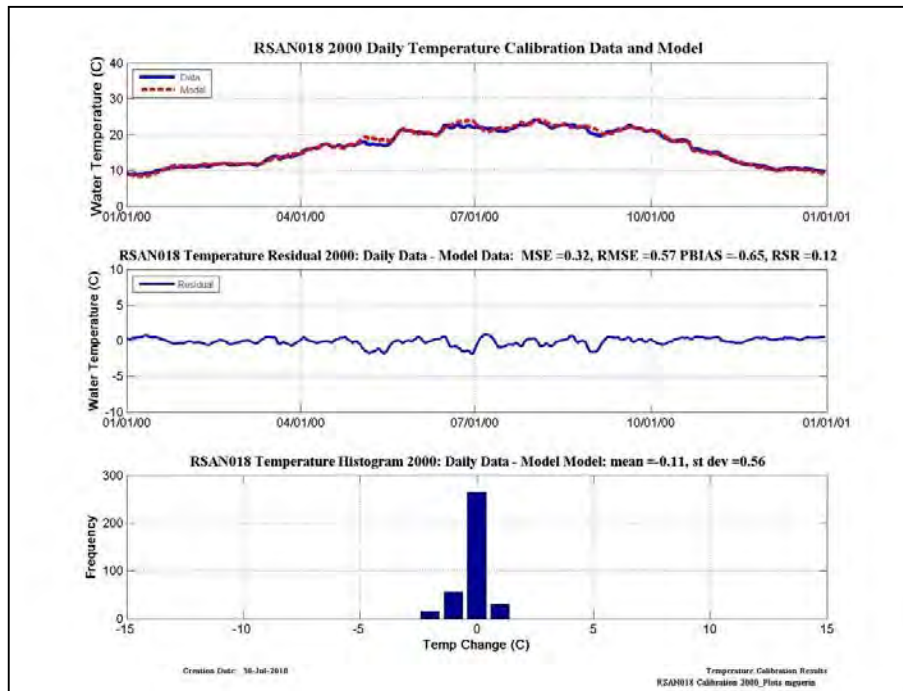 RSAN018 2000 Daily Temperature Calibration Data and Model
Water Temperature (C)
40
30
20
10
0
Data
Model
01/01/00
04/01/00
07/01/00
10/01/00
01/01/01
RSAN018 Temperature Residual 2000: Daily Data - Model Data: MSE =0.32, RMSE =0.57 PBIAS =-0.65, RSR =0.12
Water Temperature (C)
10
5
0
-5
-10
Residual
01/01/00
04/01/00
07/01/00
10/01/00
01/01/01
RSAN018 Temperature Histogram 2000: Daily Data - Model Model: mean =-0.11, st dev =0.56
Frequency
300
200
100
0
-15
-10
-5
0
5
10
15
Temp Change (C)
Creation Date: 30-Jul-2010
Temperature Calibration Results
RSAN018 Calibration 2000_Plots mguerin